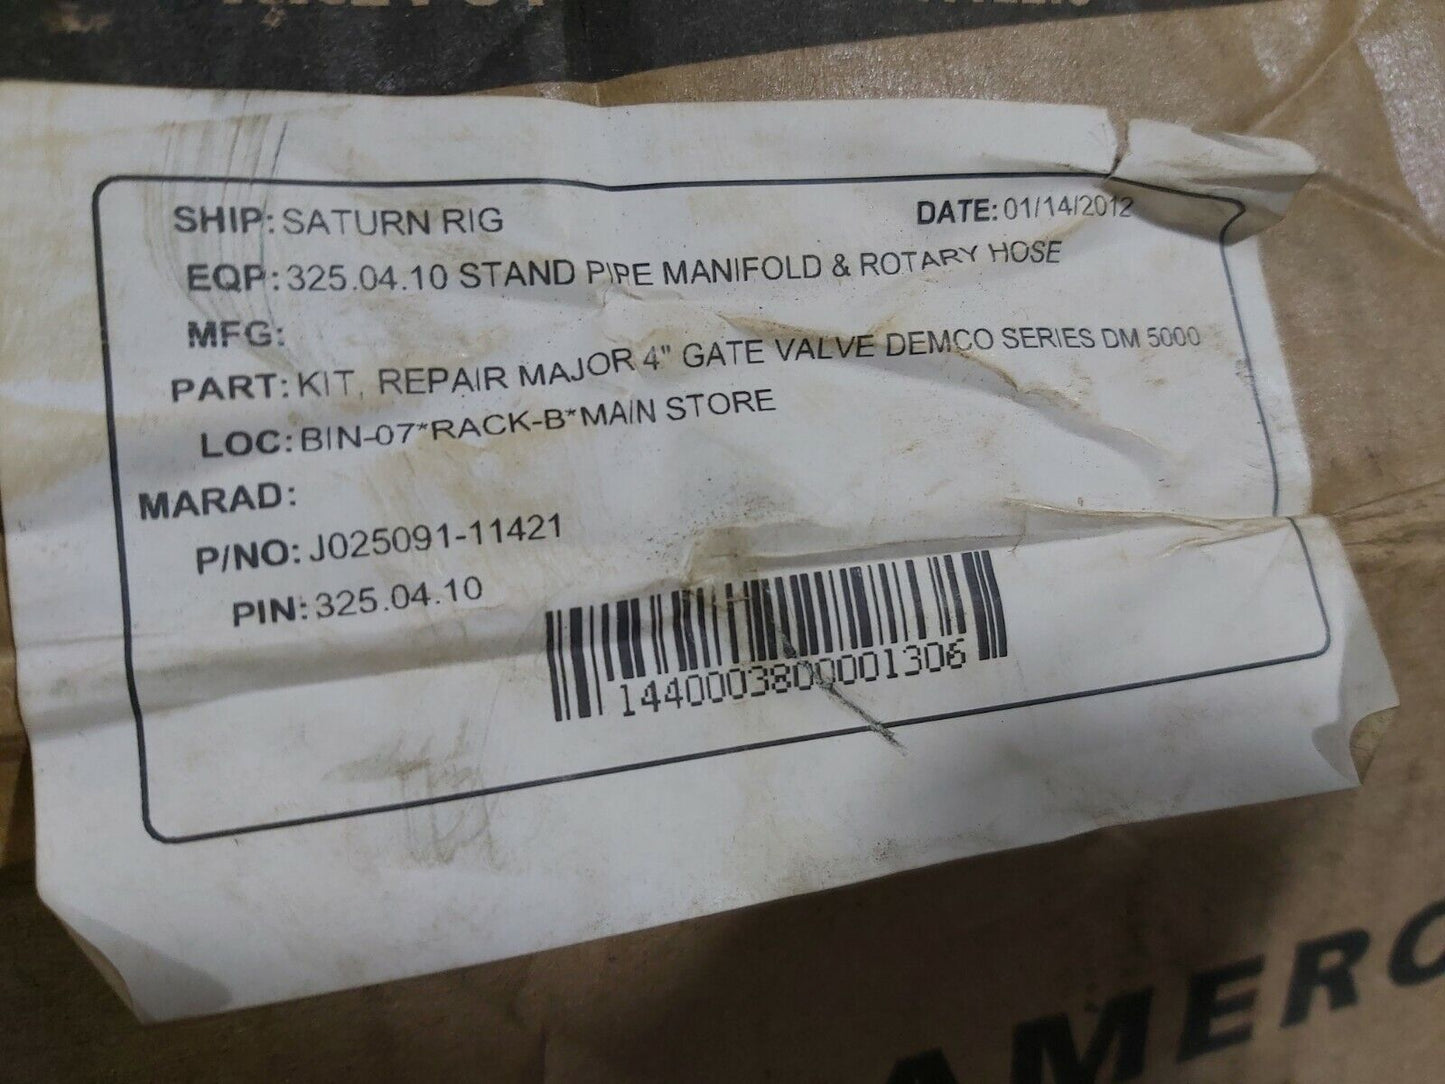 SHIP: SATURN RIG
DATE: 01/14/2012
EQP: 325.04.10 STAND PIPE MANIFOLD & ROTARY HOSE
MFG:
PART: KIT, REPAIR MAJOR 4" GATE VALVE DEMCO SERIES DM 5000
LOC: BIN-07*RACK-B*MAIN STORE
MARAD:
P/NO: J025091-11421
PIN: 325.04.10
1440003800001306
AMERO